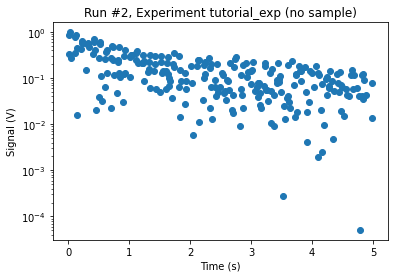 Run #2, Experiment tutorial_exp (no sample)
10⁰
10⁻¹
10⁻²
10⁻³
10⁻⁴
Signal (V)
0 1 2 3 4 5
Time (s)